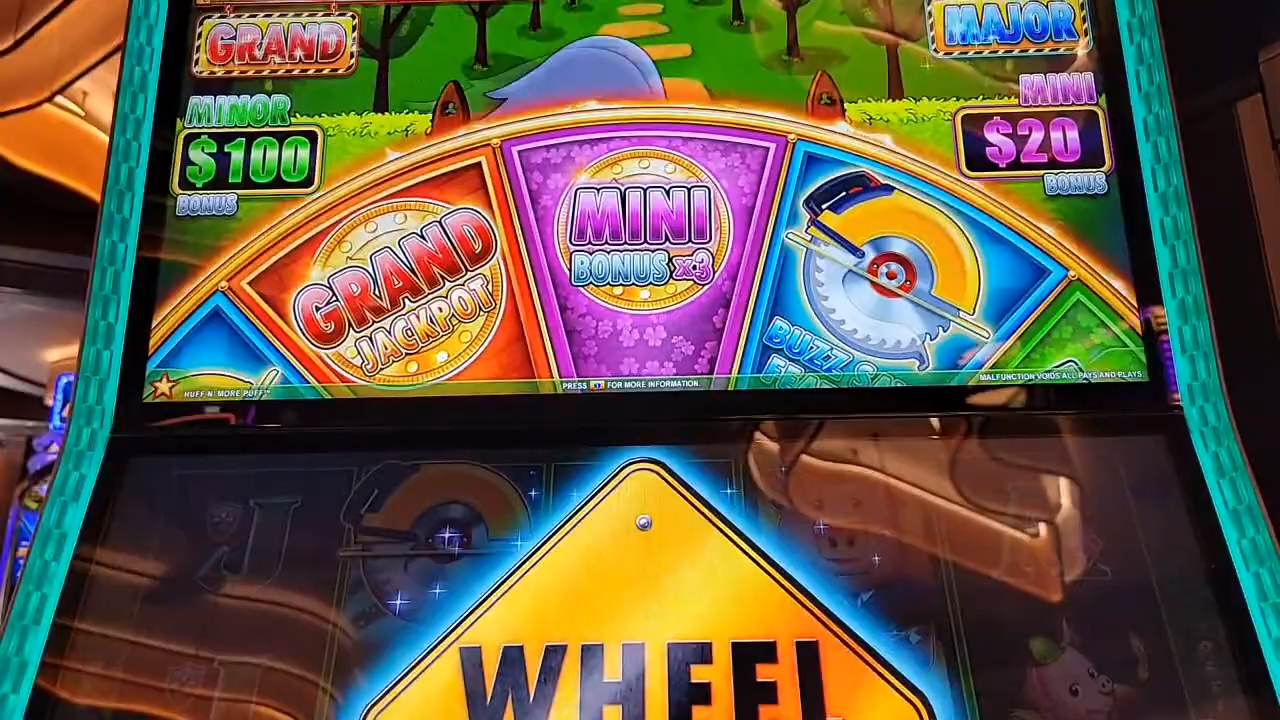 GRAND
MAJOR
MINOR
$100
BONUS
MINI
$20
BONUS
GRAND
JACKPOT
MINI
BONUS x3
BUZZ SAW
HUFF N' MORE PUFF™
PRESS FOR MORE INFORMATION.
MALFUNCTION VOIDS ALL PAYS AND PLAYS.
J
WHEEL